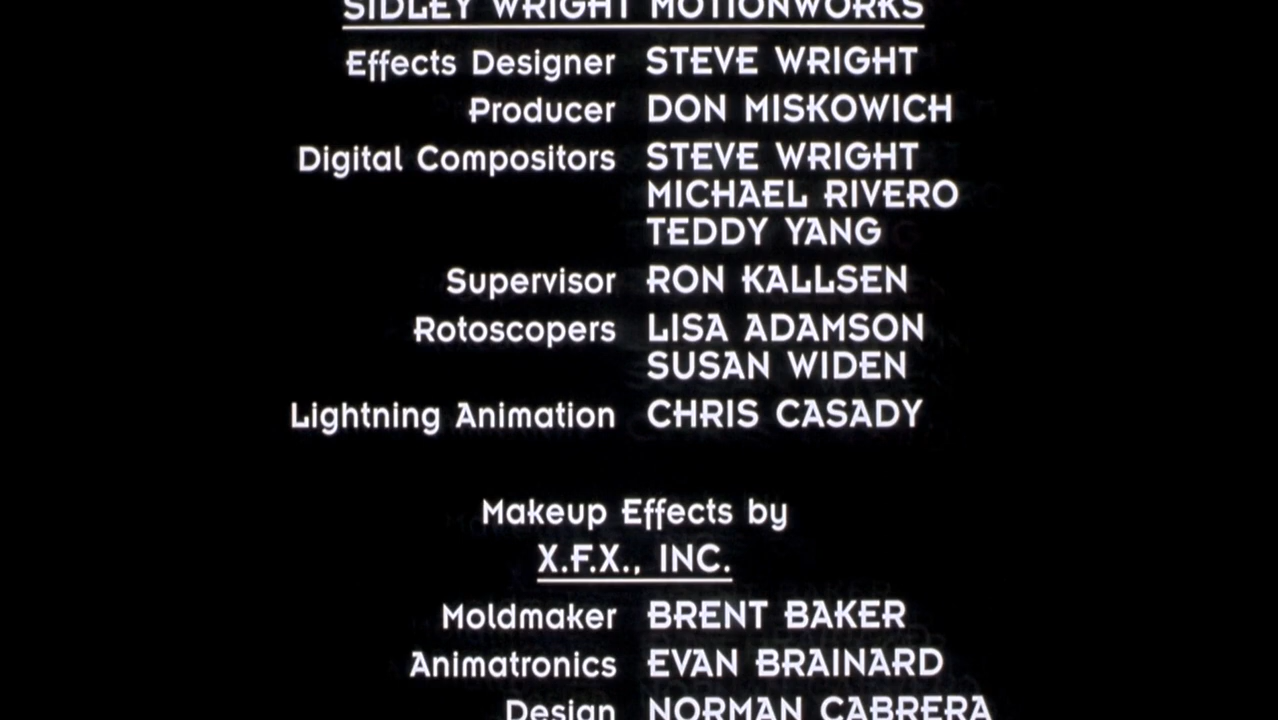 SIDLEY WRIGHT MOTIONWORKS
Effects Designer STEVE WRIGHT
Producer DON MISKOWICH
Digital Compositors STEVE WRIGHT
MICHAEL RIVERO
TEDDY YANG
Supervisor RON KALLSEN
Rotoscopers LISA ADAMSON
SUSAN WIDEN
Lightning Animation CHRIS CASADY
Makeup Effects by
X.F.X., INC.
Moldmaker BRENT BAKER
Animatronics EVAN BRAINARD
Design NORMAN CABRERA